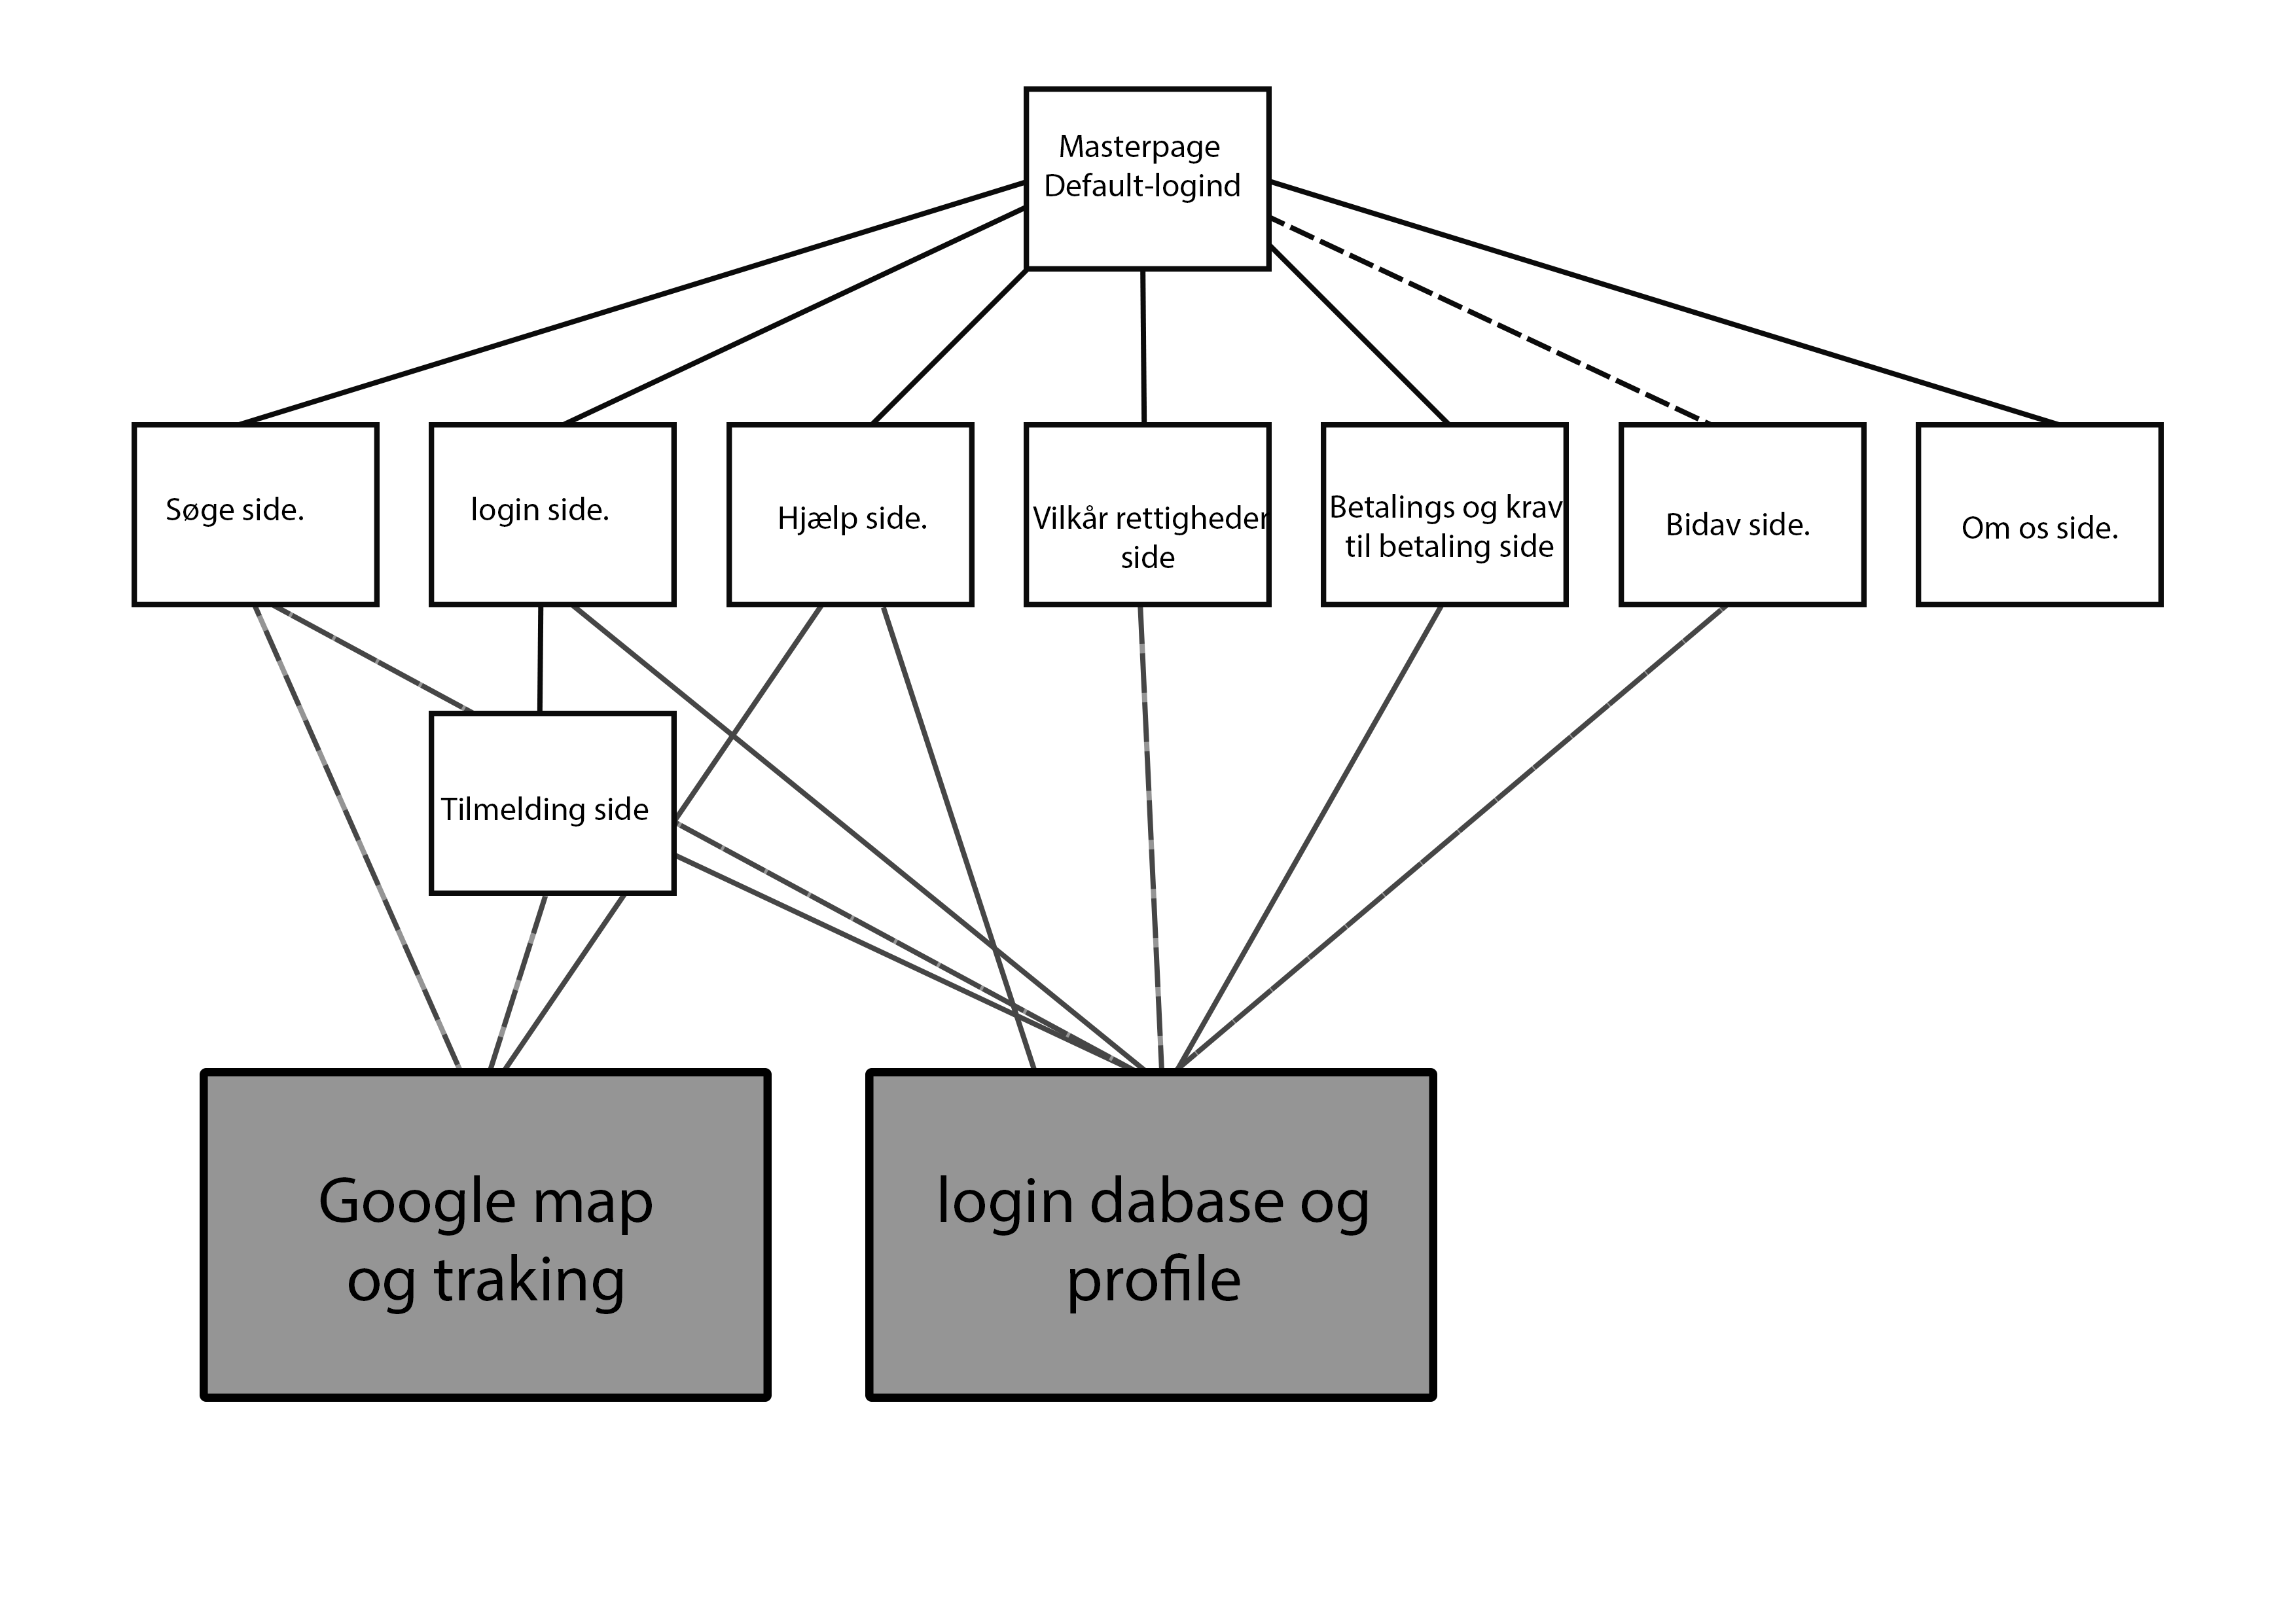 Masterpage
Default-logind
Søge side.
login side.
Hjælp side.
Vilkår rettigheder
side
Betalings og krav
til betaling side
Bidav side.
Om os side.
Tilmelding side
Google map
og traking
login dabase og
profile